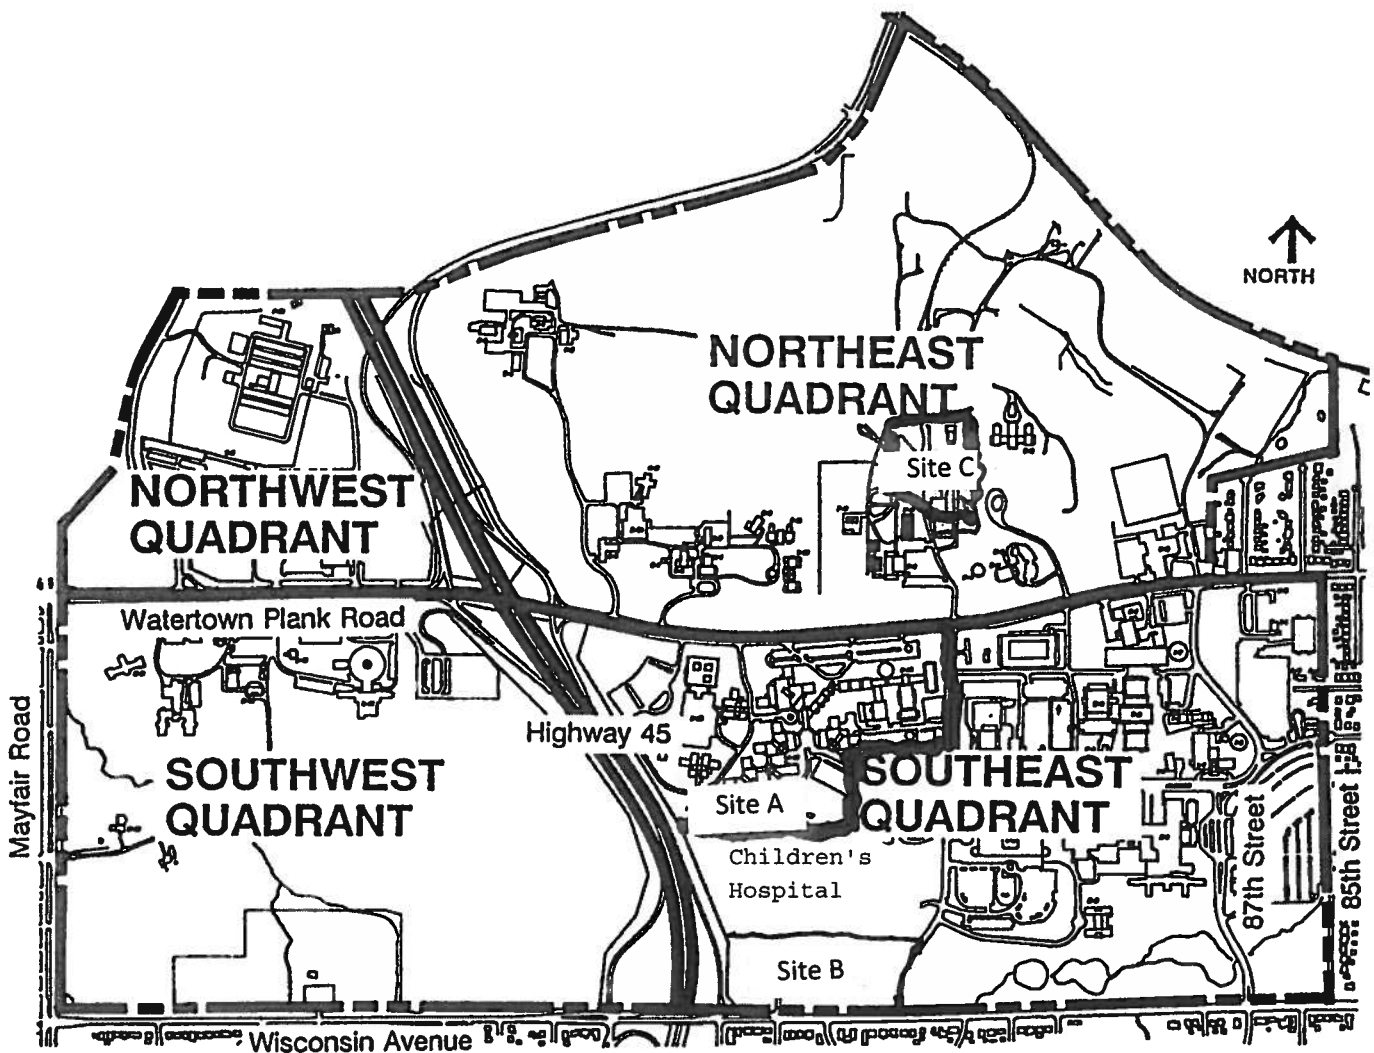 NORTH
NORTHEAST
QUADRANT
Site C
NORTHWEST
QUADRANT
Watertown Plank Road
Mayfair Road
Highway 45
SOUTHWEST
QUADRANT
Site A
SOUTHEAST
QUADRANT
Children's
Hospital
87th Street
85th Street
Site B
Wisconsin Avenue